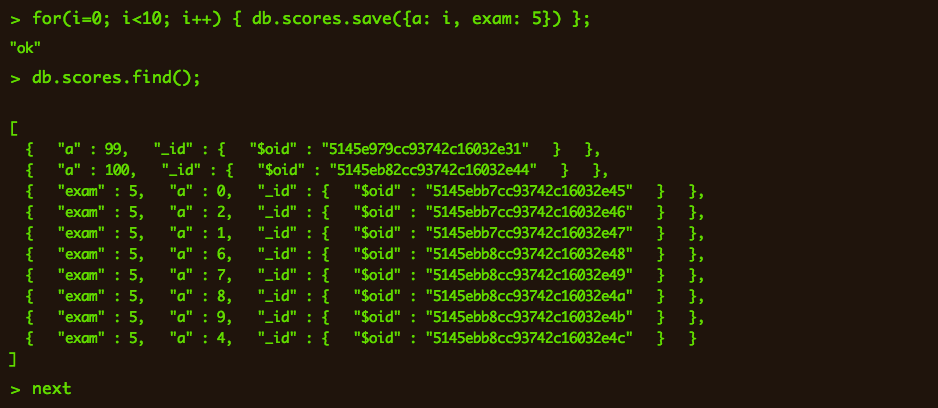 > for(i=0; i<10; i++) { db.scores.save({a: i, exam: 5}) };
"ok"
> db.scores.find();
[
{ "a" : 99, "_id" : { "$oid" : "5145e979cc93742c16032e31" } },
{ "a" : 100, "_id" : { "$oid" : "5145eb82cc93742c16032e44" } },
{ "exam" : 5, "a" : 0, "_id" : { "$oid" : "5145ebb7cc93742c16032e45" } },
{ "exam" : 5, "a" : 2, "_id" : { "$oid" : "5145ebb7cc93742c16032e46" } },
{ "exam" : 5, "a" : 1, "_id" : { "$oid" : "5145ebb7cc93742c16032e47" } },
{ "exam" : 5, "a" : 6, "_id" : { "$oid" : "5145ebb8cc93742c16032e48" } },
{ "exam" : 5, "a" : 7, "_id" : { "$oid" : "5145ebb8cc93742c16032e49" } },
{ "exam" : 5, "a" : 8, "_id" : { "$oid" : "5145ebb8cc93742c16032e4a" } },
{ "exam" : 5, "a" : 9, "_id" : { "$oid" : "5145ebb8cc93742c16032e4b" } },
{ "exam" : 5, "a" : 4, "_id" : { "$oid" : "5145ebb8cc93742c16032e4c" } }
]
> next